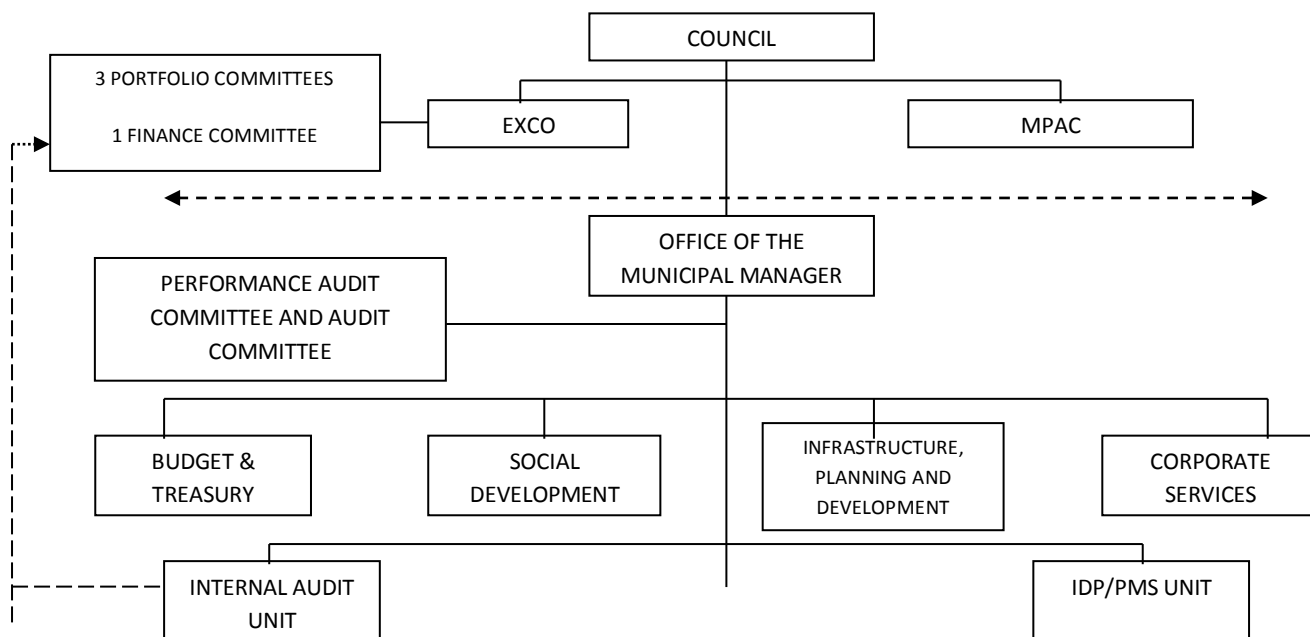 COUNCIL
3 PORTFOLIO COMMITTEES
1 FINANCE COMMITTEE
EXCO
MPAC
OFFICE OF THE
MUNICIPAL MANAGER
PERFORMANCE AUDIT
COMMITTEE AND AUDIT
COMMITTEE
BUDGET &
TREASURY
SOCIAL
DEVELOPMENT
INFRASTRUCTURE,
PLANNING AND
DEVELOPMENT
CORPORATE
SERVICES
INTERNAL AUDIT
UNIT
IDP/PMS UNIT